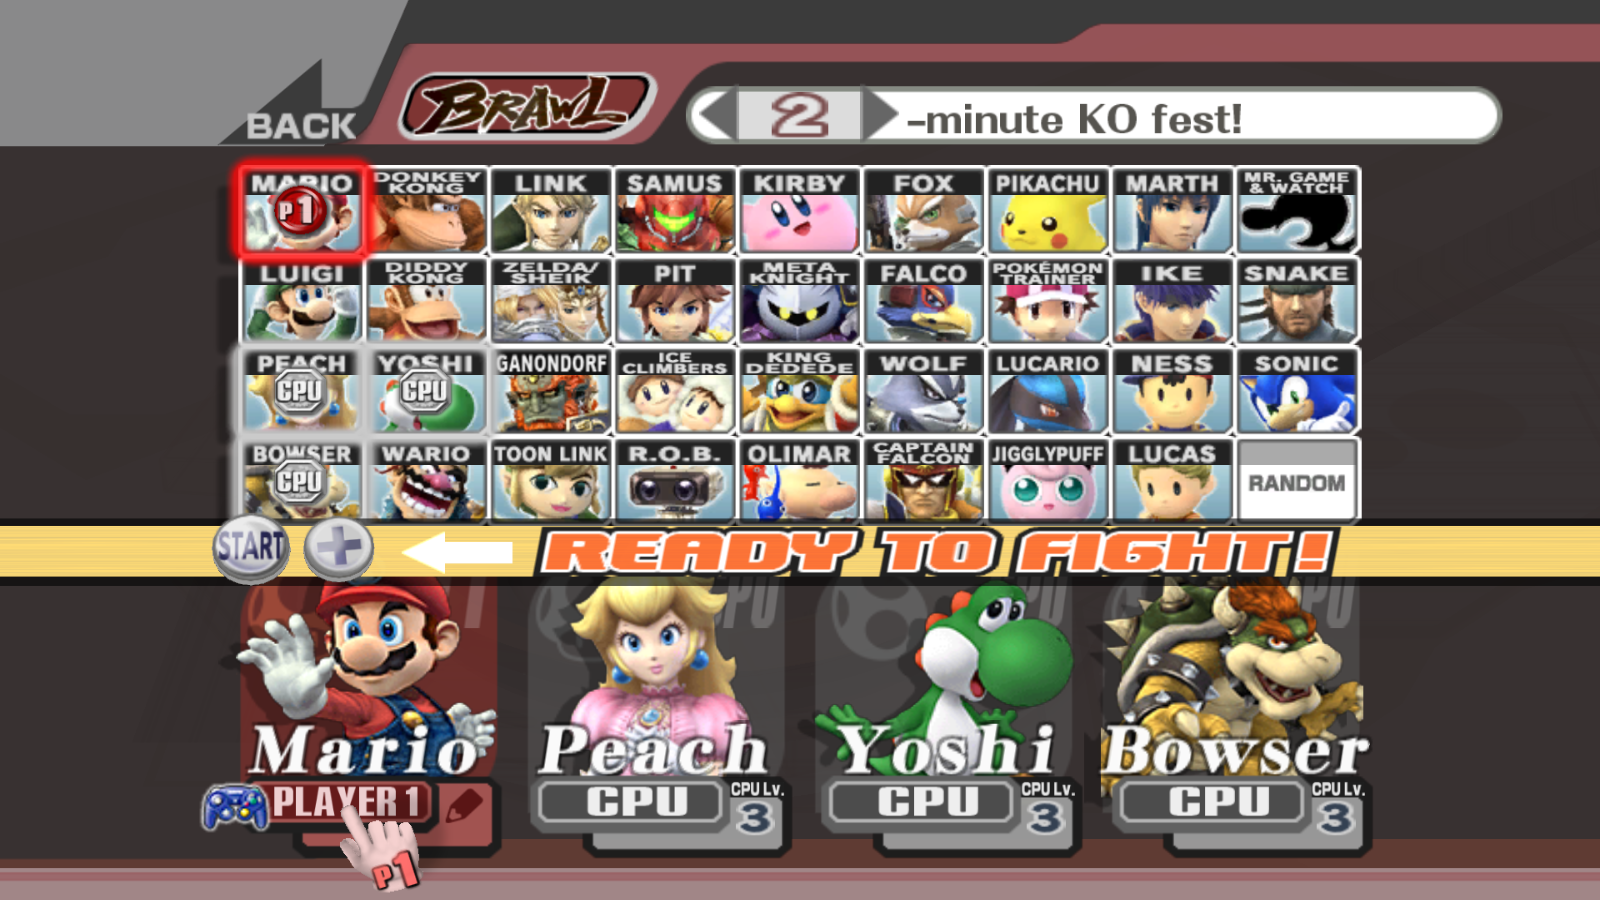 BACK
BRAWL
2 -minute KO fest!
MARIO DONKEY KONG LINK SAMUS KIRBY FOX PIKACHU MARTH MR. GAME & WATCH
P1
LUIGI DIDDY KONG ZELDA/SHEIK PIT META KNIGHT FALCO POKÉMON TRAINER IKE SNAKE
PEACH YOSHI GANONDORF ICE CLIMBERS KING DEDEDE WOLF LUCARIO NESS SONIC
CPU CPU
BOWSER WARIO TOON LINK R.O.B. OLIMAR CAPTAIN FALCON JIGGLYPUFF LUCAS RANDOM
CPU
START READY TO FIGHT!
CPU CPU CPU
Mario Peach Yoshi Bowser
PLAYER 1 CPU CPU Lv. 3 CPU CPU Lv. 3 CPU CPU Lv. 3
P1